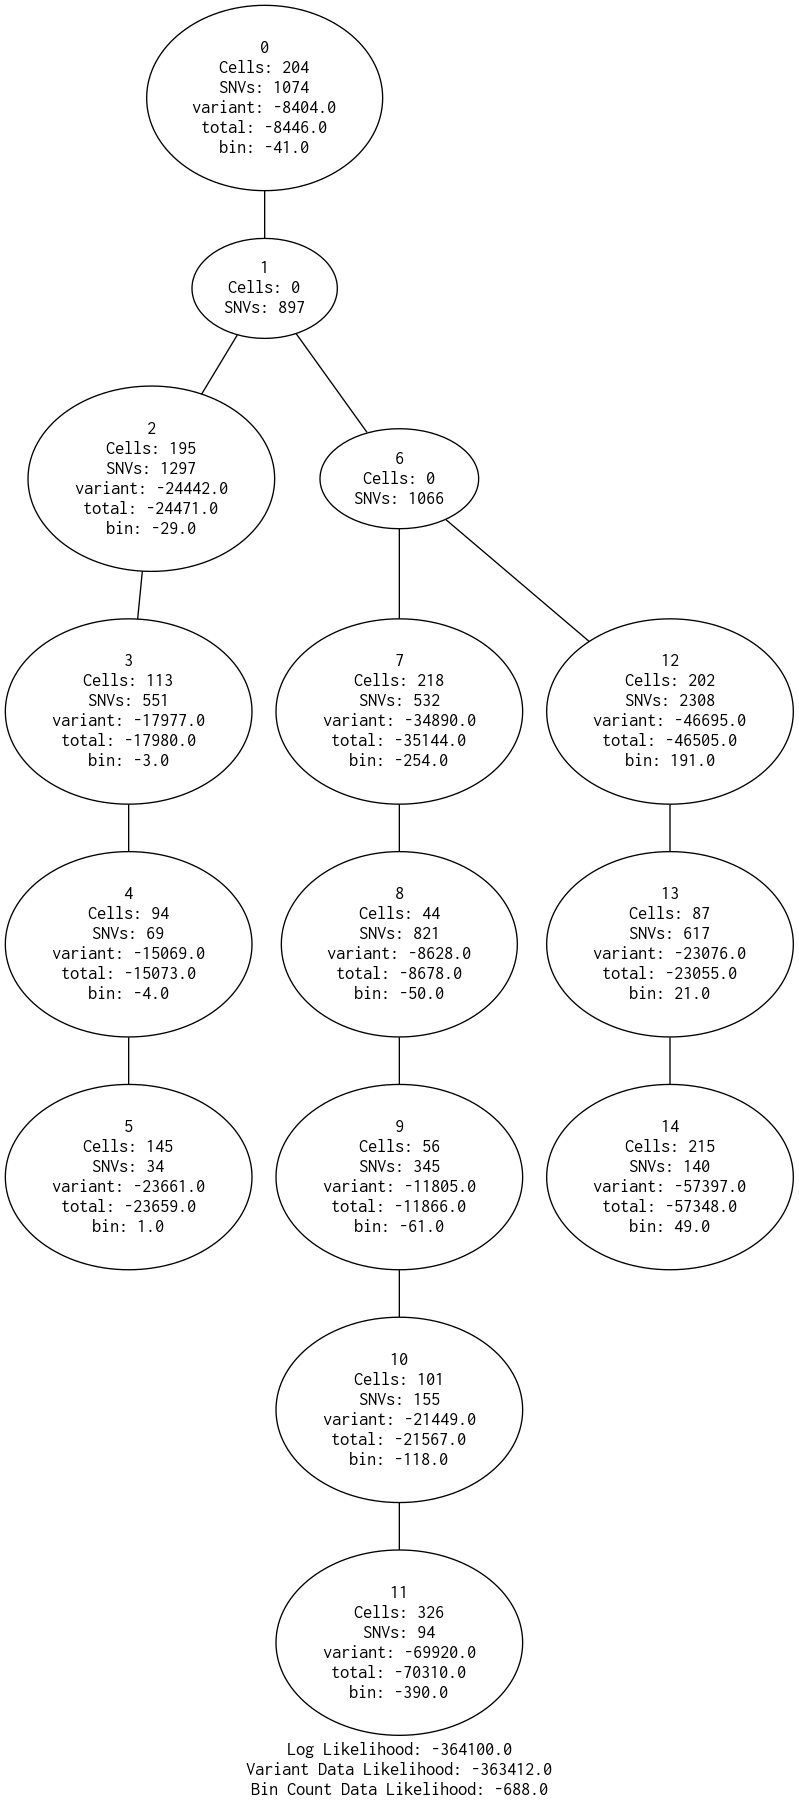 0
Cells: 204
SNVs: 1074
variant: -8404.0
total: -8446.0
bin: -41.0
1
Cells: 0
SNVs: 897
2
Cells: 195
SNVs: 1297
variant: -24442.0
total: -24471.0
bin: -29.0
6
Cells: 0
SNVs: 1066
3
Cells: 113
SNVs: 551
variant: -17977.0
total: -17980.0
bin: -3.0
7
Cells: 218
SNVs: 532
variant: -34890.0
total: -35144.0
bin: -254.0
12
Cells: 202
SNVs: 2308
variant: -46695.0
total: -46505.0
bin: 191.0
4
Cells: 94
SNVs: 69
variant: -15069.0
total: -15073.0
bin: -4.0
8
Cells: 44
SNVs: 821
variant: -8628.0
total: -8678.0
bin: -50.0
13
Cells: 87
SNVs: 617
variant: -23076.0
total: -23055.0
bin: 21.0
5
Cells: 145
SNVs: 34
variant: -23661.0
total: -23659.0
bin: 1.0
9
Cells: 56
SNVs: 345
variant: -11805.0
total: -11866.0
bin: -61.0
14
Cells: 215
SNVs: 140
variant: -57397.0
total: -57348.0
bin: 49.0
10
Cells: 101
SNVs: 155
variant: -21449.0
total: -21567.0
bin: -118.0
11
Cells: 326
SNVs: 94
variant: -69920.0
total: -70310.0
bin: -390.0
Log Likelihood: -364100.0
Variant Data Likelihood: -363412.0
Bin Count Data Likelihood: -688.0